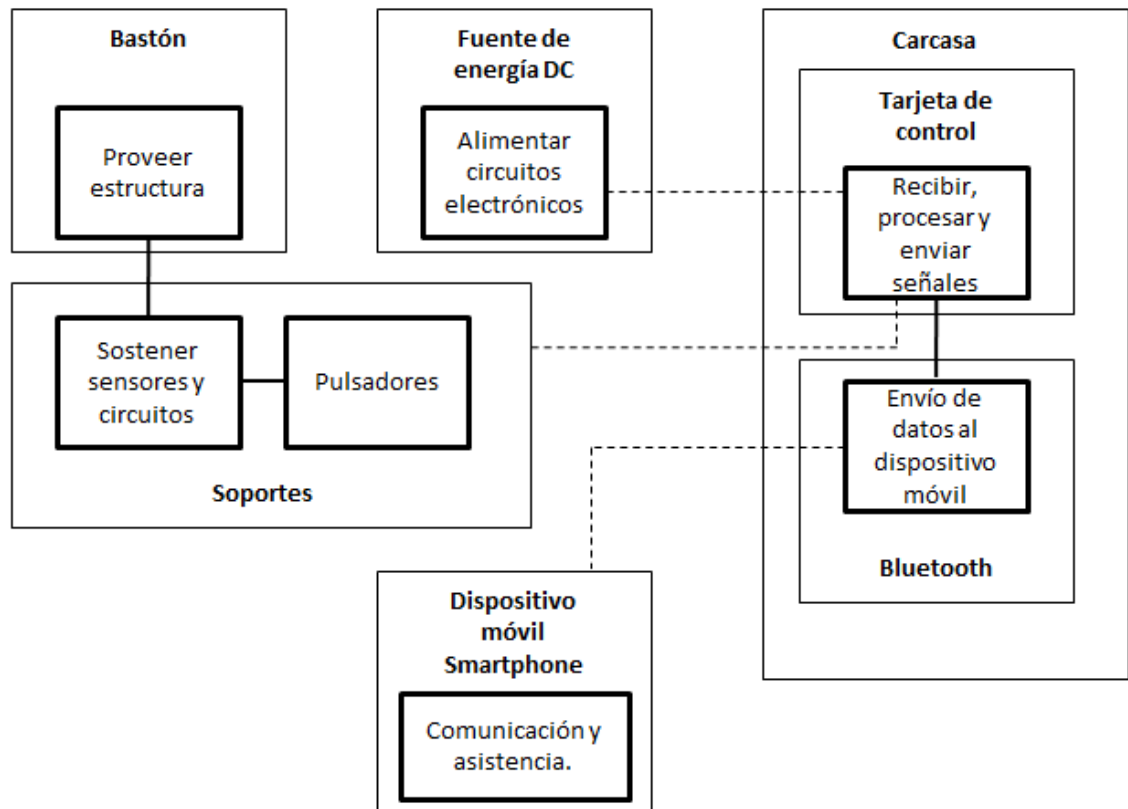 Bastón
Proveer
estructura
Fuente de
energía DC
Alimentar
circuitos
electrónicos
Carcasa
Tarjeta de
control
Recibir,
procesar y
enviar
señales
Sostener
sensores y
circuitos
Pulsadores
Soportes
Envío de
datos al
dispositivo
móvil
Bluetooth
Dispositivo
móvil
Smartphone
Comunicación y
asistencia.